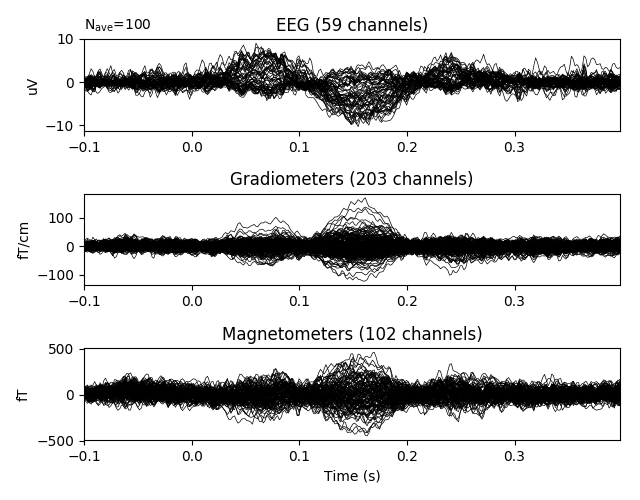 N_ave=100
EEG (59 channels)
uV
10
0
−10
−0.1 0.0 0.1 0.2 0.3
Gradiometers (203 channels)
fT/cm
100
0
−100
−0.1 0.0 0.1 0.2 0.3
Magnetometers (102 channels)
fT
500
0
−500
−0.1 0.0 0.1 0.2 0.3
Time (s)